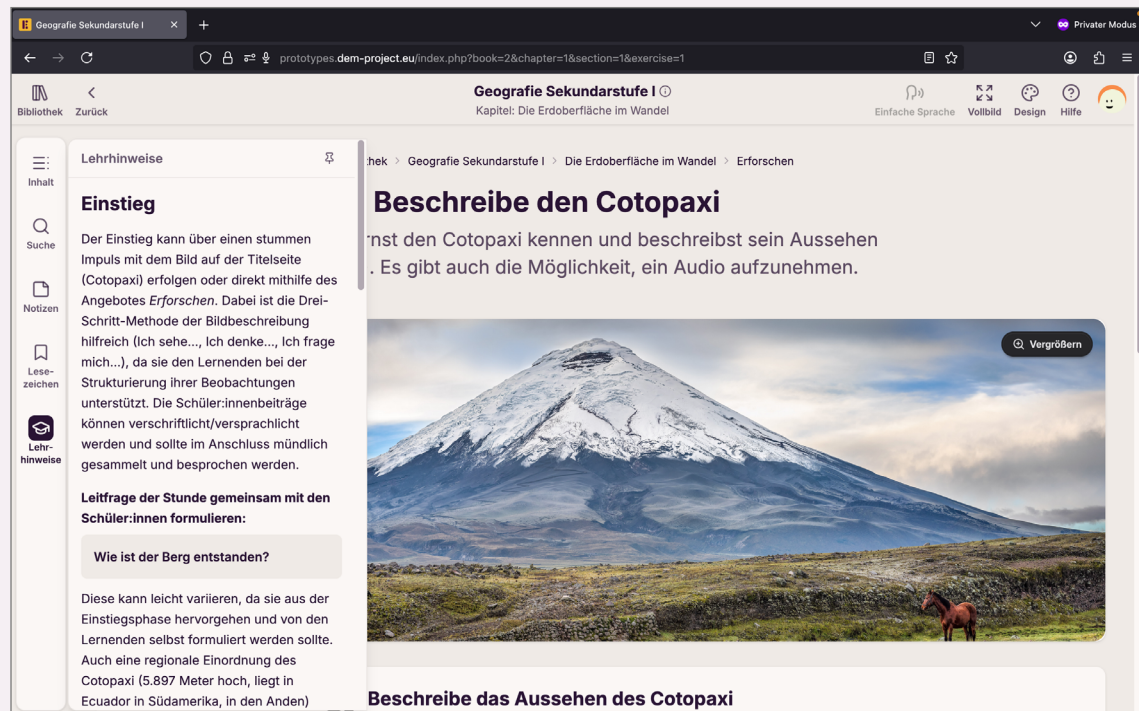 Geografie Sekundarstufe I
Privater Modus
prototypes.dem-project.eu/index.php?book=2&chapter=1&section=1&exercise=1
Bibliothek
Zurück
Geografie Sekundarstufe I
Kapitel: Die Erdoberfläche im Wandel
Einfache Sprache
Vollbild
Design
Hilfe
Inhalt
Suche
Notizen
Lese-
zeichen
Lehr-
hinweise
Lehrhinweise
Einstieg
Der Einstieg kann über einen stummen
Impuls mit dem Bild auf der Titelseite
(Cotopaxi) erfolgen oder direkt mithilfe des
Angebotes Erforschen. Dabei ist die Drei-
Schritt-Methode der Bildbeschreibung
hilfreich (Ich sehe..., Ich denke..., Ich frage
mich...), da sie den Lernenden bei der
Strukturierung ihrer Beobachtungen
unterstützt. Die Schüler:innenbeiträge
können verschriftlicht/versprachlicht
werden und sollte im Anschluss mündlich
gesammelt und besprochen werden.
Leitfrage der Stunde gemeinsam mit den
Schüler:innen formulieren:
Wie ist der Berg entstanden?
Diese kann leicht variieren, da sie aus der
Einstiegsphase hervorgehen und von den
Lernenden selbst formuliert werden sollte.
Auch eine regionale Einordnung des
Cotopaxi (5.897 Meter hoch, liegt in
Ecuador in Südamerika, in den Anden)
thek > Geografie Sekundarstufe I > Die Erdoberfläche im Wandel > Erforschen
Beschreibe den Cotopaxi
rnst den Cotopaxi kennen und beschreibst sein Aussehen
. Es gibt auch die Möglichkeit, ein Audio aufzunehmen.
Vergrößern
Beschreibe das Aussehen des Cotopaxi